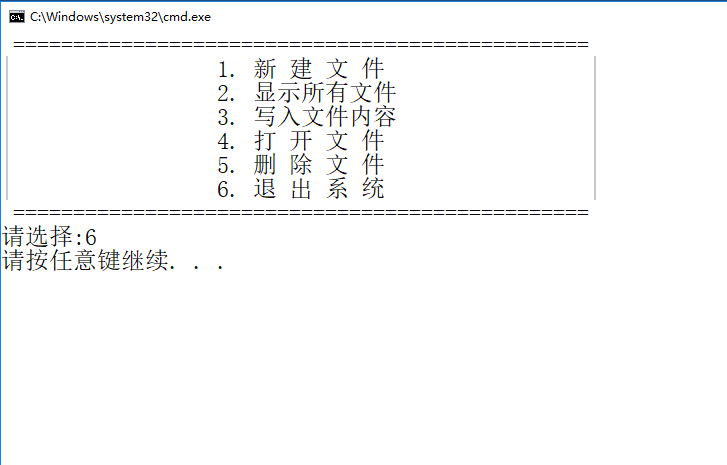 C:\Windows\system32\cmd.exe
================================================
1. 新 建 文 件
2. 显示所有文件
3. 写入文件内容
4. 打 开 文 件
5. 删 除 文 件
6. 退 出 系 统
================================================
请选择:6
请按任意键继续. . .